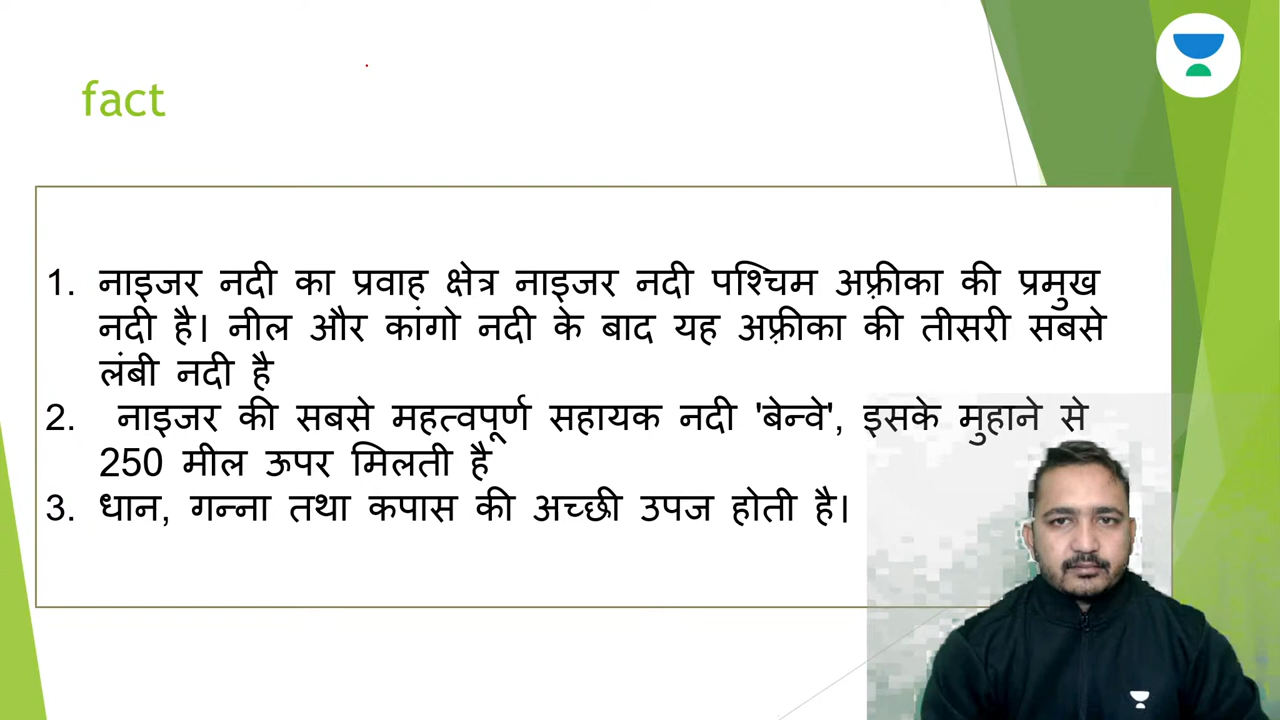 fact
1. नाइजर नदी का प्रवाह क्षेत्र नाइजर नदी पश्चिम अफ़्रीका की प्रमुख
नदी है। नील और कांगो नदी के बाद यह अफ़्रीका की तीसरी सबसे
लंबी नदी है
2. नाइजर की सबसे महत्वपूर्ण सहायक नदी 'बेन्वे', इसके मुहाने से
250 मील ऊपर मिलती है
3. धान, गन्ना तथा कपास की अच्छी उपज होती है।